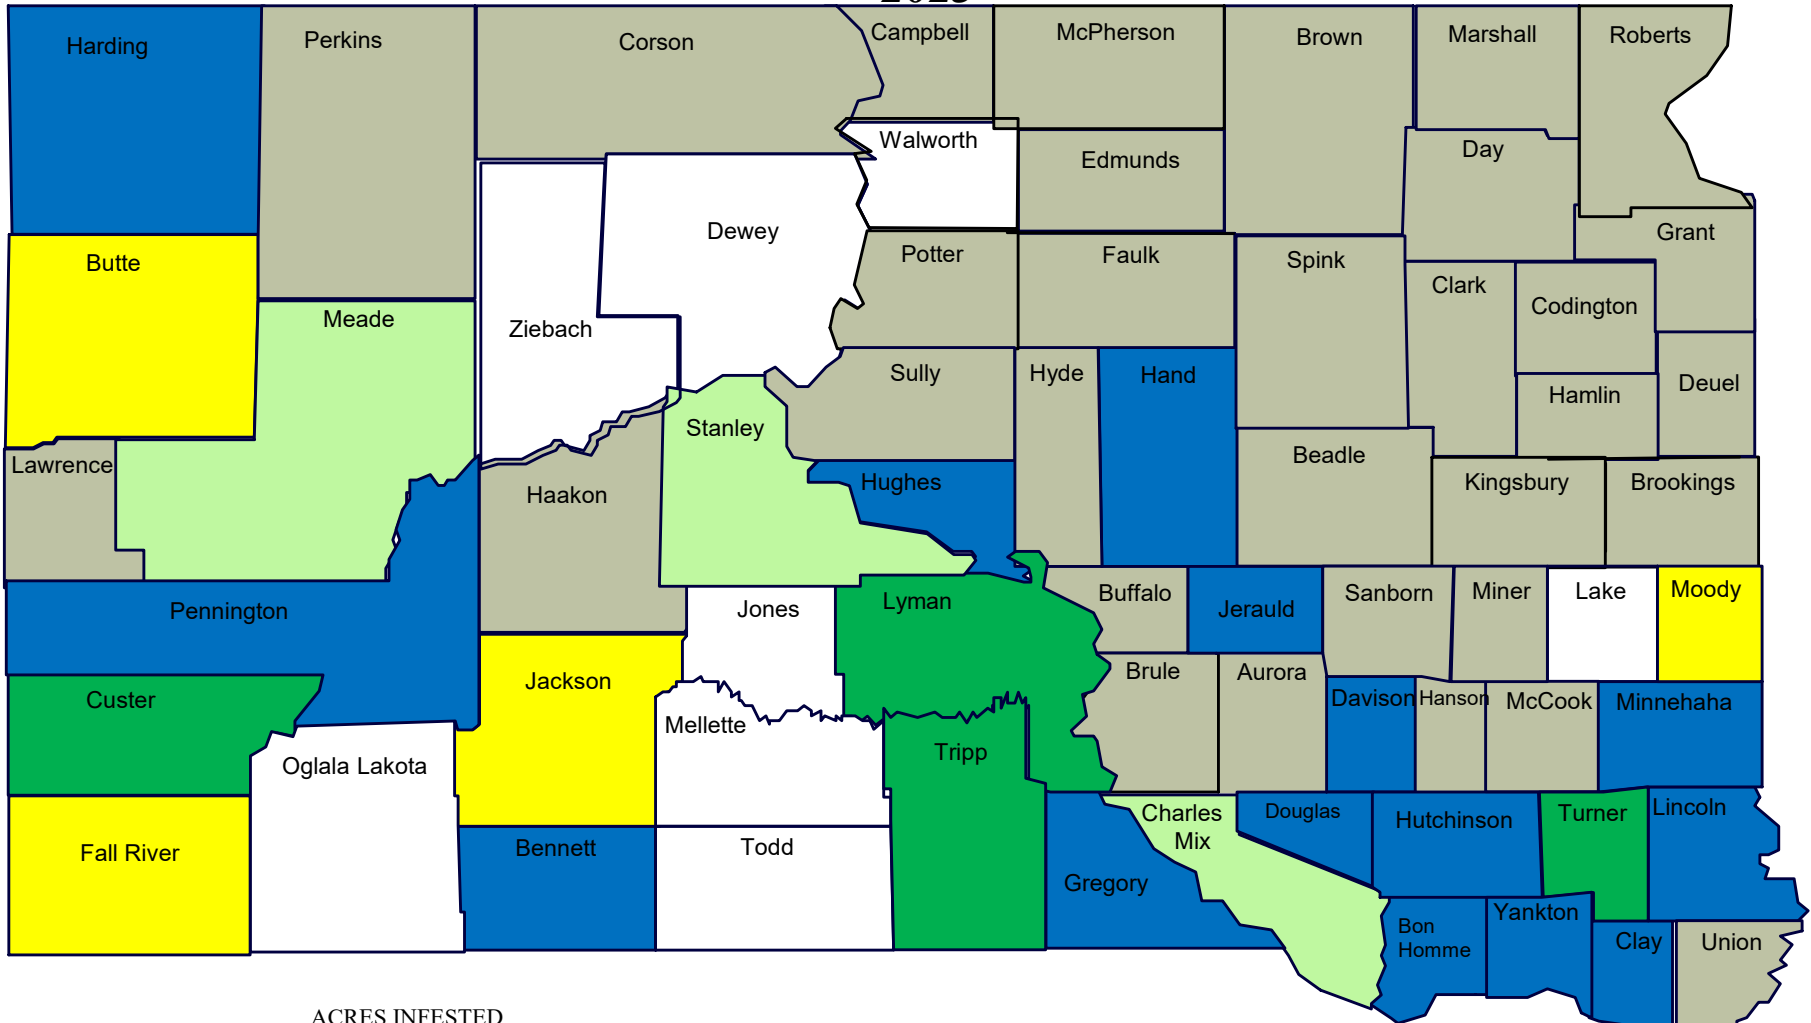 2023
Harding
Perkins
Corson
Campbell
McPherson
Brown
Marshall
Roberts
Walworth
Edmunds
Day
Dewey
Grant
Butte
Potter
Faulk
Spink
Clark
Codington
Meade
Ziebach
Sully
Hyde
Hand
Hamlin
Deuel
Stanley
Lawrence
Haakon
Hughes
Beadle
Kingsbury
Brookings
Pennington
Jones
Lyman
Buffalo
Jerauld
Sanborn
Miner
Lake
Moody
Custer
Jackson
Mellette
Brule
Aurora
Davison
Hanson
McCook
Minnehaha
Oglala Lakota
Tripp
Fall River
Bennett
Todd
Gregory
Charles
Mix
Douglas
Hutchinson
Turner
Lincoln
Bon
Homme
Yankton
Clay
Union
ACRES INFESTED